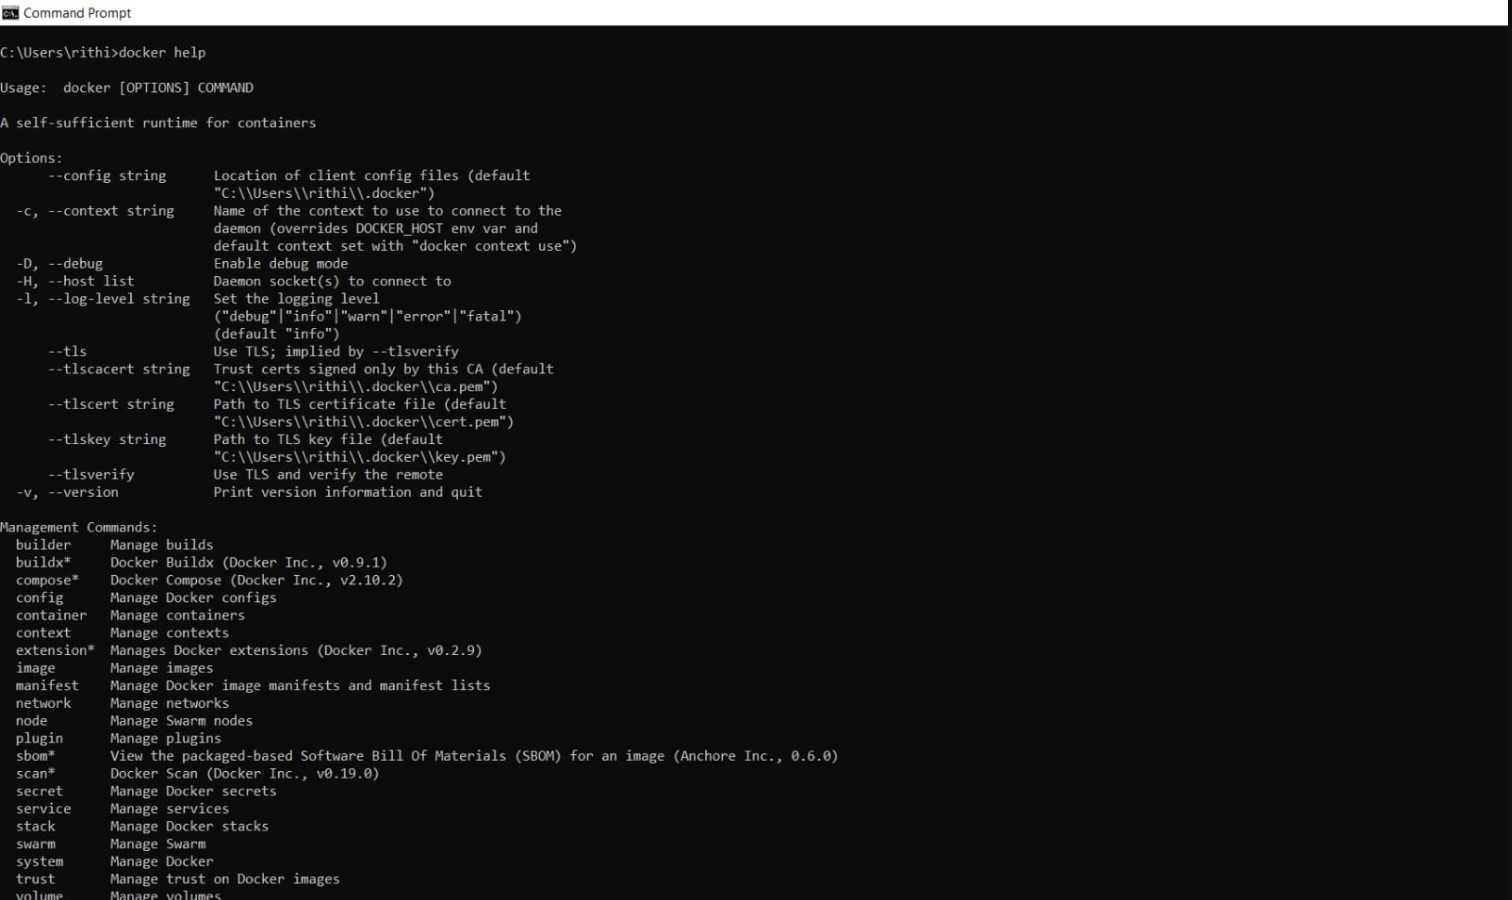 Command Prompt
C:\Users\rithi>docker help
Usage:  docker [OPTIONS] COMMAND
A self-sufficient runtime for containers
Options:
      --config string      Location of client config files (default
                           "C:\\Users\\rithi\\.docker")
  -c, --context string     Name of the context to use to connect to the
                           daemon (overrides DOCKER_HOST env var and
                           default context set with "docker context use")
  -D, --debug              Enable debug mode
  -H, --host list          Daemon socket(s) to connect to
  -l, --log-level string   Set the logging level
                           ("debug"|"info"|"warn"|"error"|"fatal")
                           (default "info")
      --tls                Use TLS; implied by --tlsverify
      --tlscacert string   Trust certs signed only by this CA (default
                           "C:\\Users\\rithi\\.docker\\ca.pem")
      --tlscert string     Path to TLS certificate file (default
                           "C:\\Users\\rithi\\.docker\\cert.pem")
      --tlskey string      Path to TLS key file (default
                           "C:\\Users\\rithi\\.docker\\key.pem")
      --tlsverify          Use TLS and verify the remote
  -v, --version            Print version information and quit
Management Commands:
  builder     Manage builds
  buildx*     Docker Buildx (Docker Inc., v0.9.1)
  compose*    Docker Compose (Docker Inc., v2.10.2)
  config      Manage Docker configs
  container   Manage containers
  context     Manage contexts
  extension*  Manages Docker extensions (Docker Inc., v0.2.9)
  image       Manage images
  manifest    Manage Docker image manifests and manifest lists
  network     Manage networks
  node        Manage Swarm nodes
  plugin      Manage plugins
  sbom*       View the packaged-based Software Bill Of Materials (SBOM) for an image (Anchore Inc., 0.6.0)
  scan*       Docker Scan (Docker Inc., v0.19.0)
  secret      Manage Docker secrets
  service     Manage services
  stack       Manage Docker stacks
  swarm       Manage Swarm
  system      Manage Docker
  trust       Manage trust on Docker images
  volume      Manage volumes